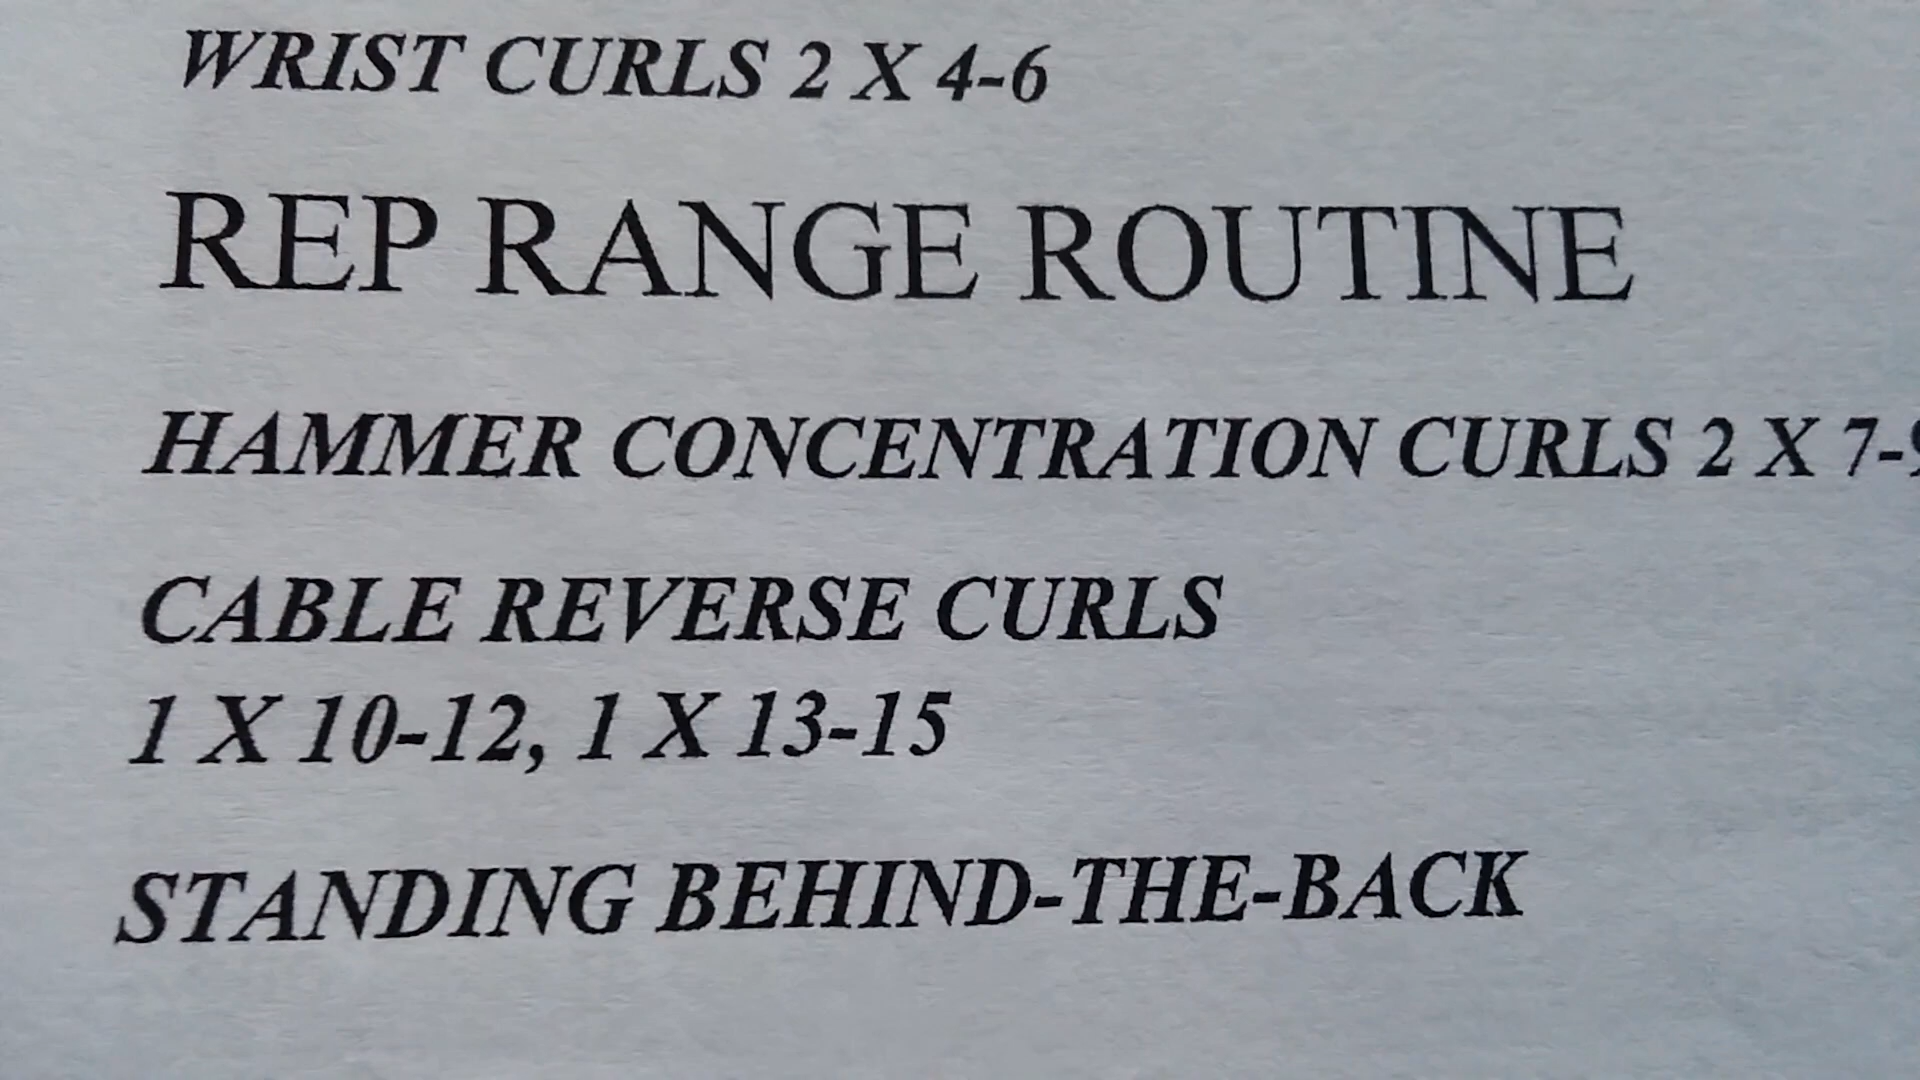 WRIST CURLS 2 X 4-6
REP RANGE ROUTINE
HAMMER CONCENTRATION CURLS 2 X 7-9
CABLE REVERSE CURLS
1 X 10-12, 1 X 13-15
STANDING BEHIND-THE-BACK